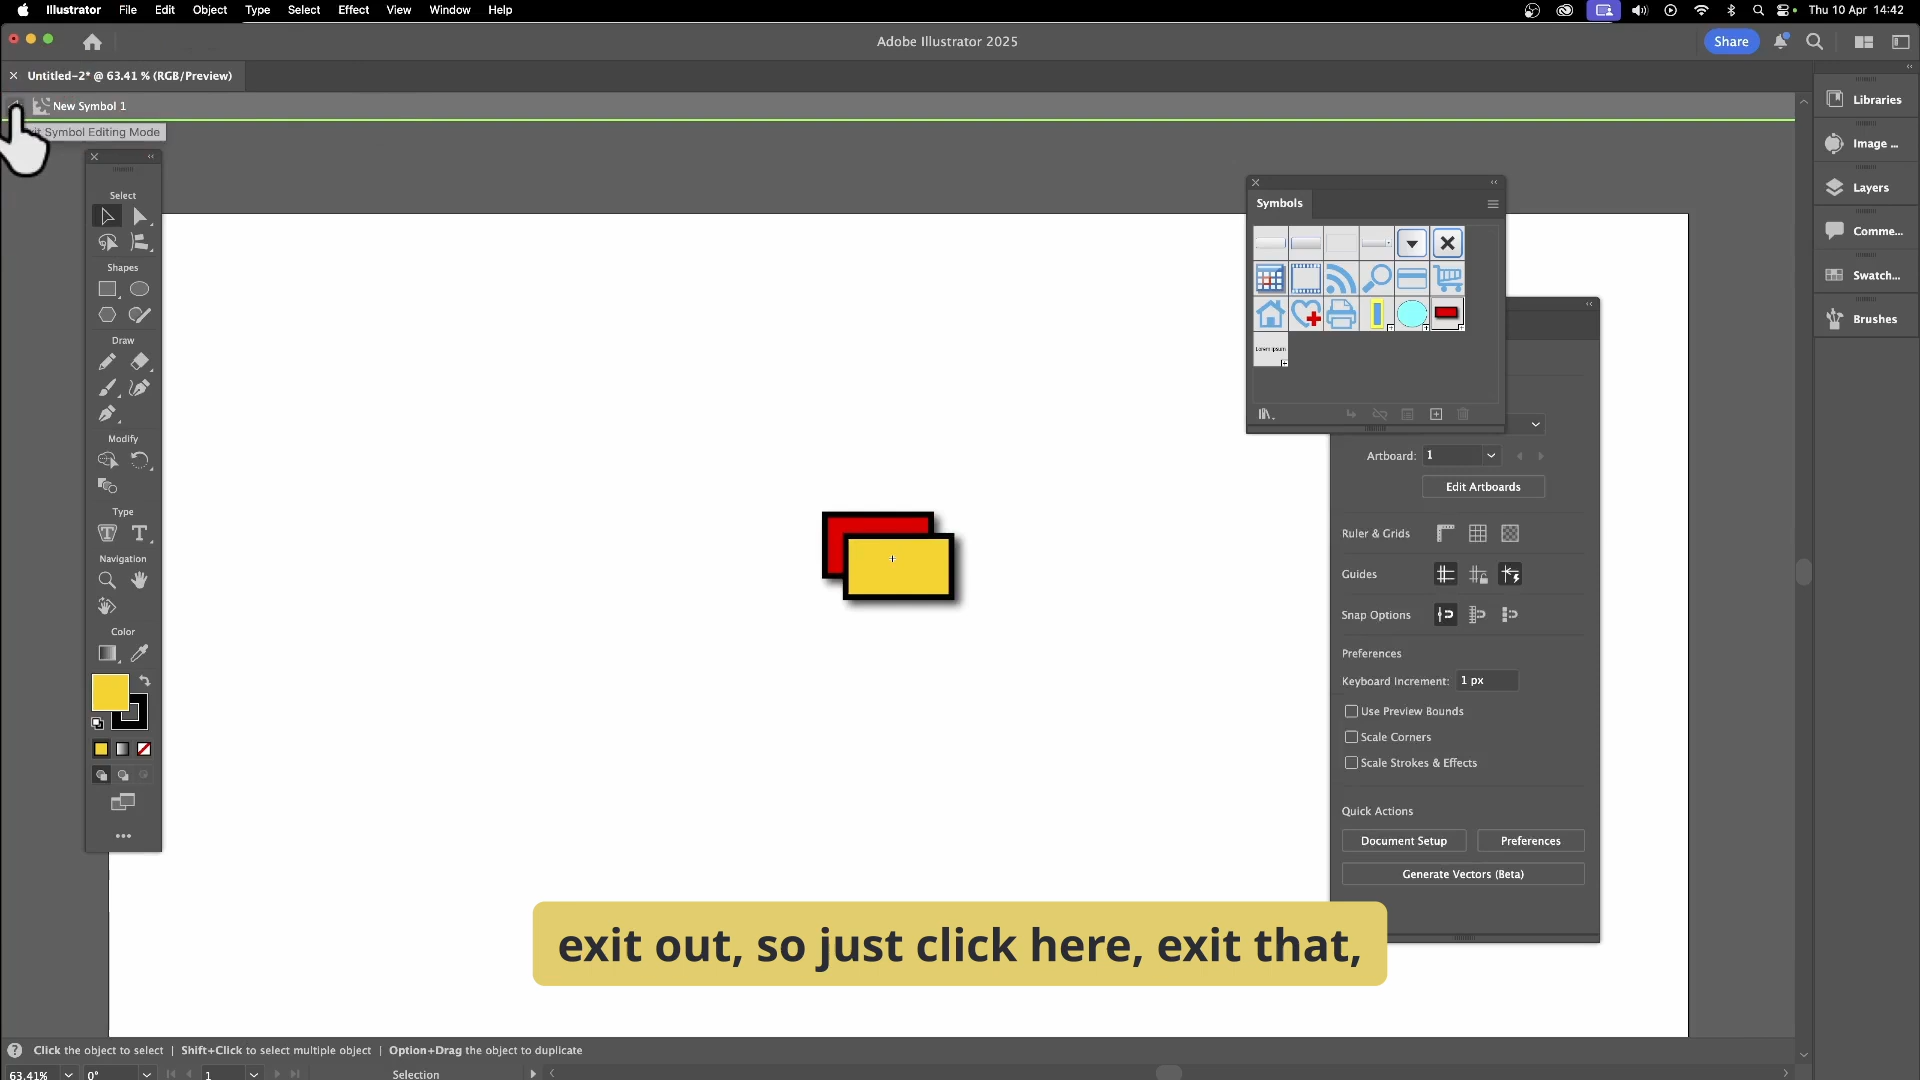 Illustrator File Edit Object Type Select Effect View Window Help Thu 10 Apr 14:42
Adobe Illustrator 2025
Share
Untitled-2* @ 63.41 % (RGB/Preview)
New Symbol 1
Symbol Editing Mode
Select
Shapes
Draw
Modify
Type
Navigation
Color
Symbols
Lorem Ipsum
Libraries
Image ...
Layers
Comme...
Swatch...
Brushes
Artboard: 1
Edit Artboards
Ruler & Grids
Guides
Snap Options
Preferences
Keyboard Increment: 1 px
Use Preview Bounds
Scale Corners
Scale Strokes & Effects
Quick Actions
Document Setup Preferences
Generate Vectors (Beta)
exit out, so just click here, exit that,
Click the object to select | Shift+Click to select multiple object | Option+Drag the object to duplicate
63.41% 0° 1 Selection